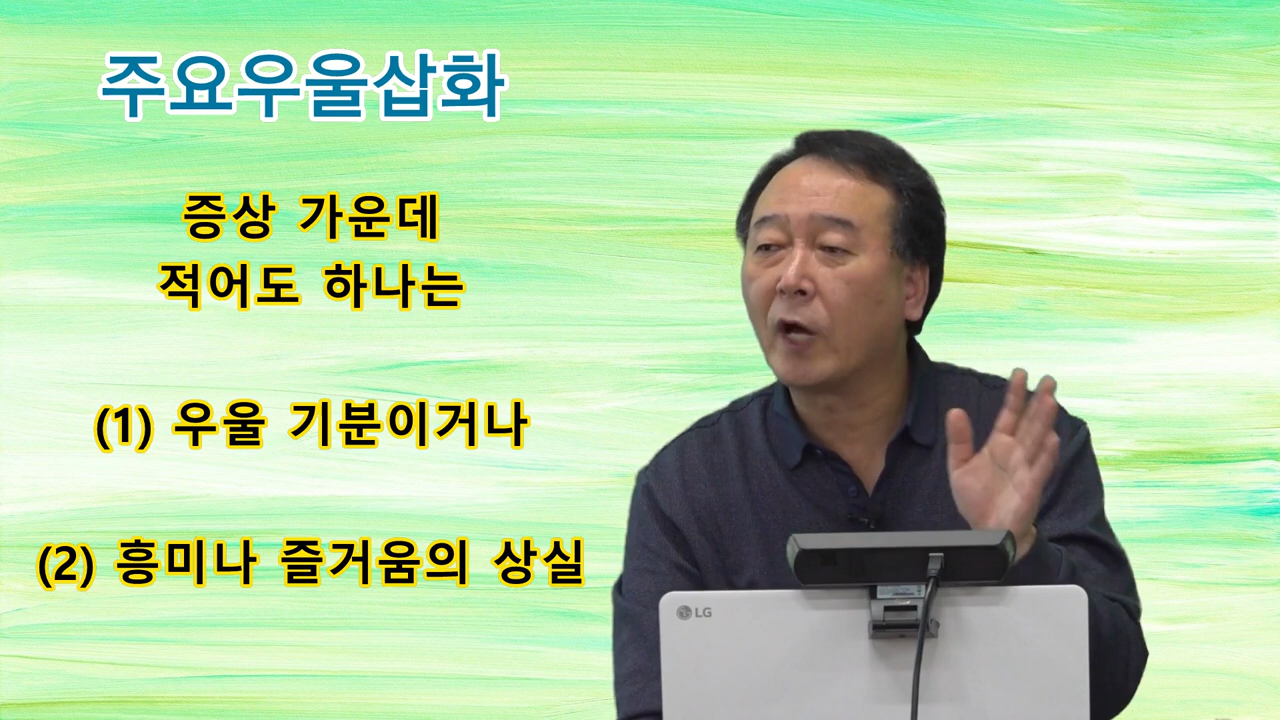 주요우울삽화
증상 가운데
적어도 하나는
(1) 우울 기분이거나
(2) 흥미나 즐거움의 상실
LG